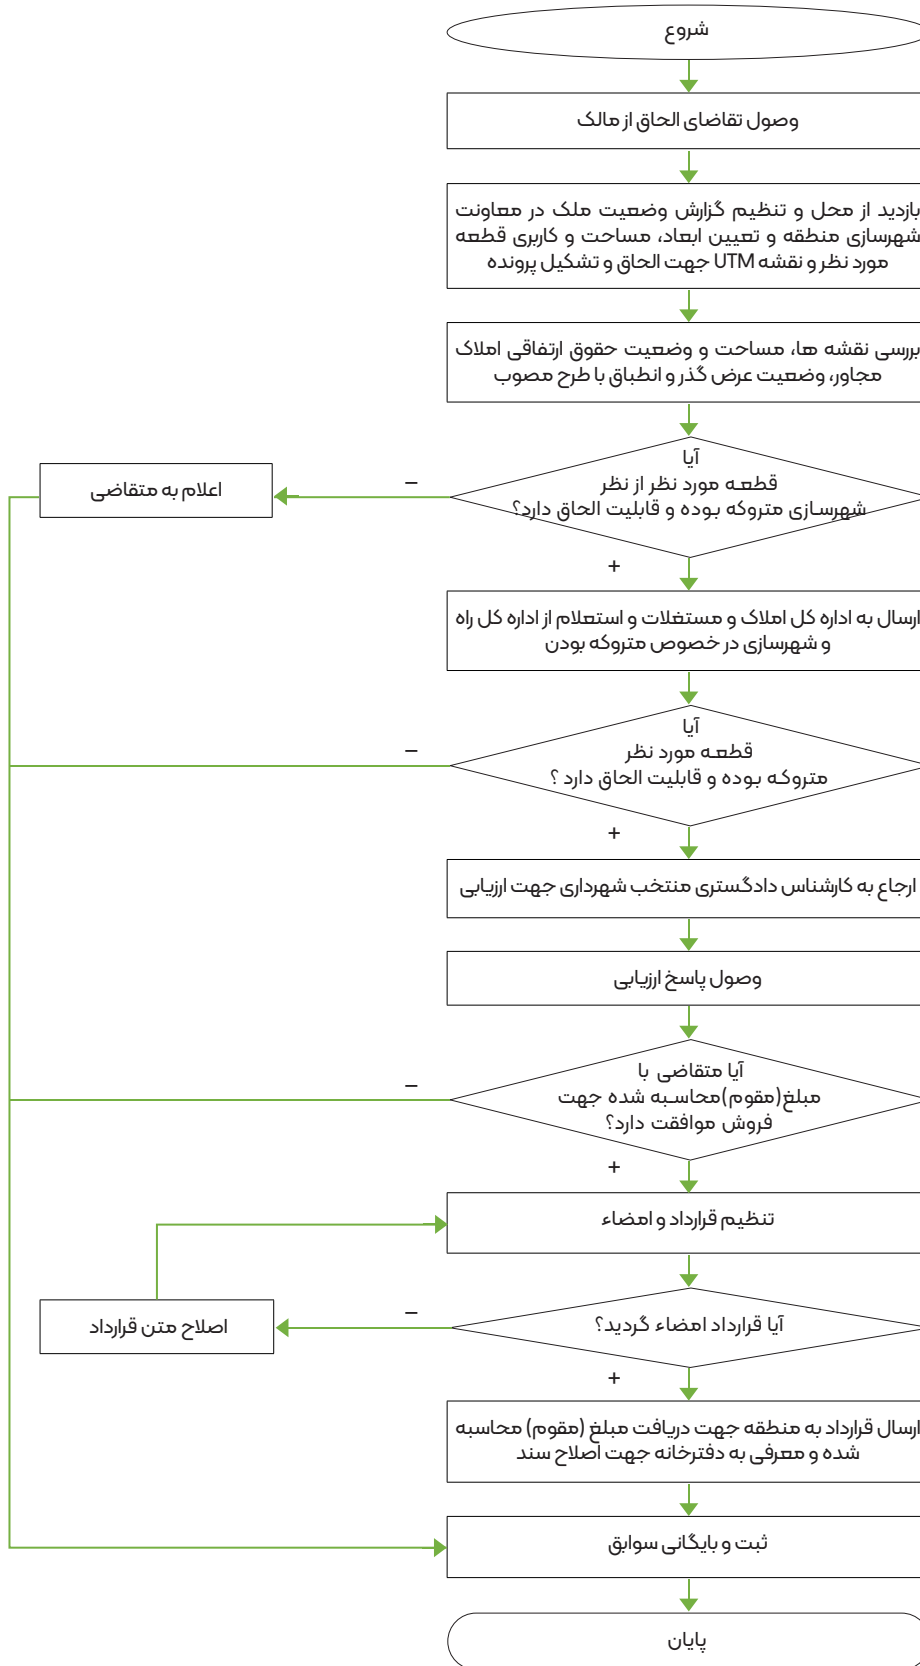 شروع
وصول تقاضای الحاق از مالک
بازدید از محل و تنظیم گزارش وضعیت ملک در معاونت
شهرسازی منطقه و تعیین ابعاد، مساحت و کاربری قطعه
مورد نظر و نقشه UTM جهت الحاق و تشکیل پرونده
بررسی نقشه ها، مساحت و وضعیت حقوق ارتفاقی املاک
مجاور، وضعیت عرض گذر و انطباق با طرح مصوب
آیا
قطعه مورد نظر از نظر
شهرسازی متروکه بوده و قابلیت الحاق دارد؟
–
اعلام به متقاضی
+
ارسال به اداره کل املاک و مستغلات و استعلام از اداره کل راه
و شهرسازی در خصوص متروکه بودن
آیا
قطعه مورد نظر
متروکه بوده و قابلیت الحاق دارد ؟
–
+
ارجاع به کارشناس دادگستری منتخب شهرداری جهت ارزیابی
وصول پاسخ ارزیابی
آیا متقاضی با
مبلغ(مقوم)محاسبه شده جهت
فروش موافقت دارد؟
–
+
تنظیم قرارداد و امضاء
آیا قرارداد امضاء گردید؟
–
اصلاح متن قرارداد
+
ارسال قرارداد به منطقه جهت دریافت مبلغ (مقوم) محاسبه
شده و معرفی به دفترخانه جهت اصلاح سند
ثبت و بایگانی سوابق
پایان